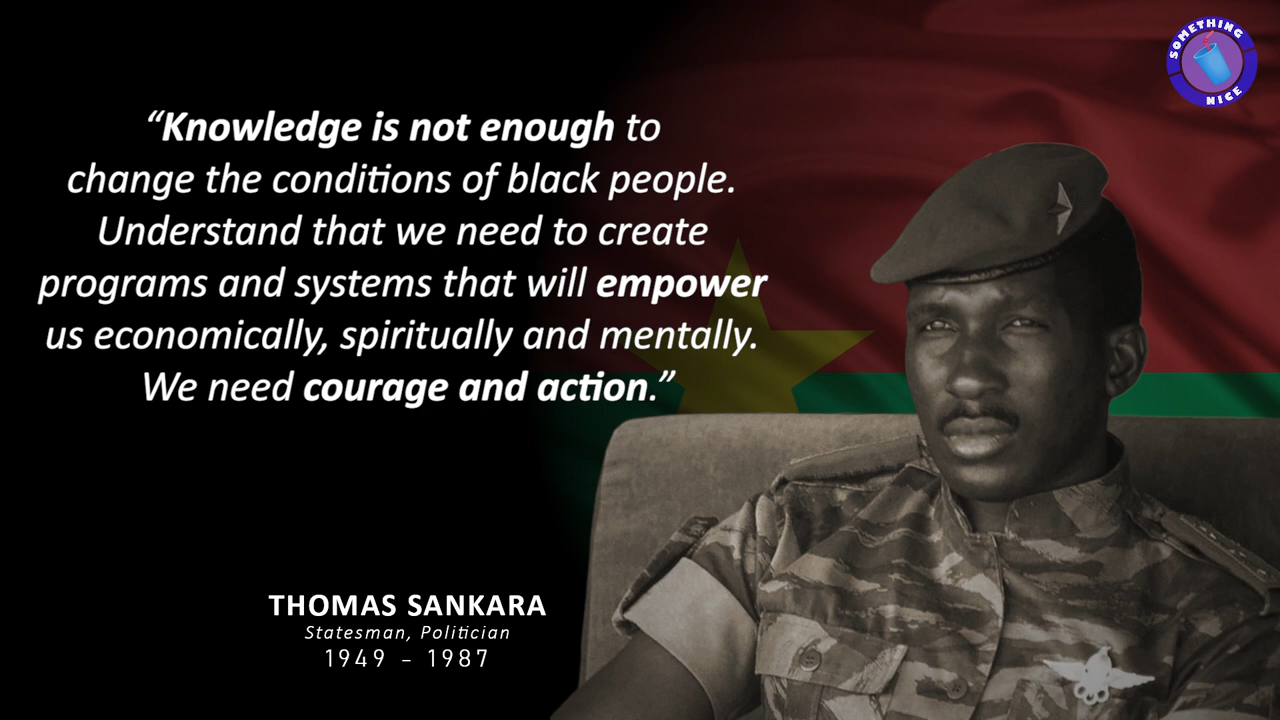 “Knowledge is not enough to
change the conditions of black people.
Understand that we need to create
programs and systems that will empower
us economically, spiritually and mentally.
We need courage and action.”
THOMAS SANKARA
Statesman, Politician
1949 – 1987
SOMETHING
NICE